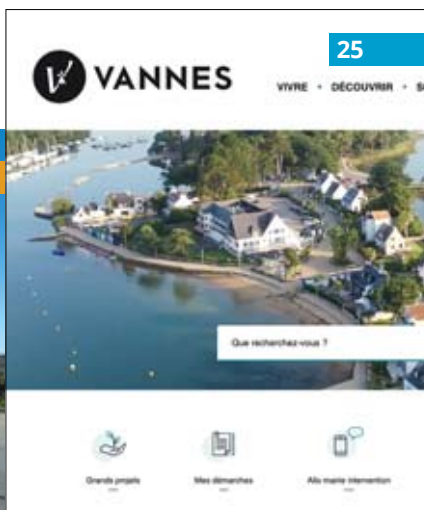 25
VANNES
VIVRE • DÉCOUVRIR • S
Que recherchez-vous ?
Grands projets
Mes démarches
Allo mairie intervention